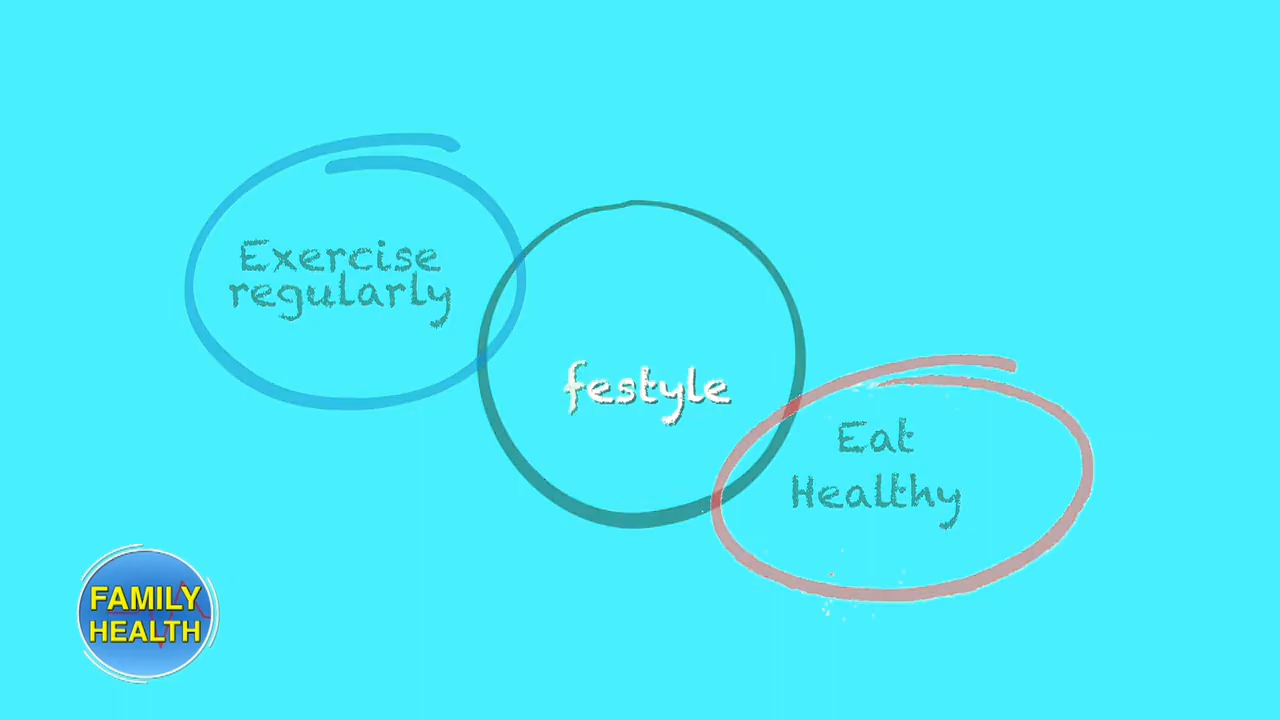 Exercise
regularly
festyle
Eat
Healthy
FAMILY
HEALTH